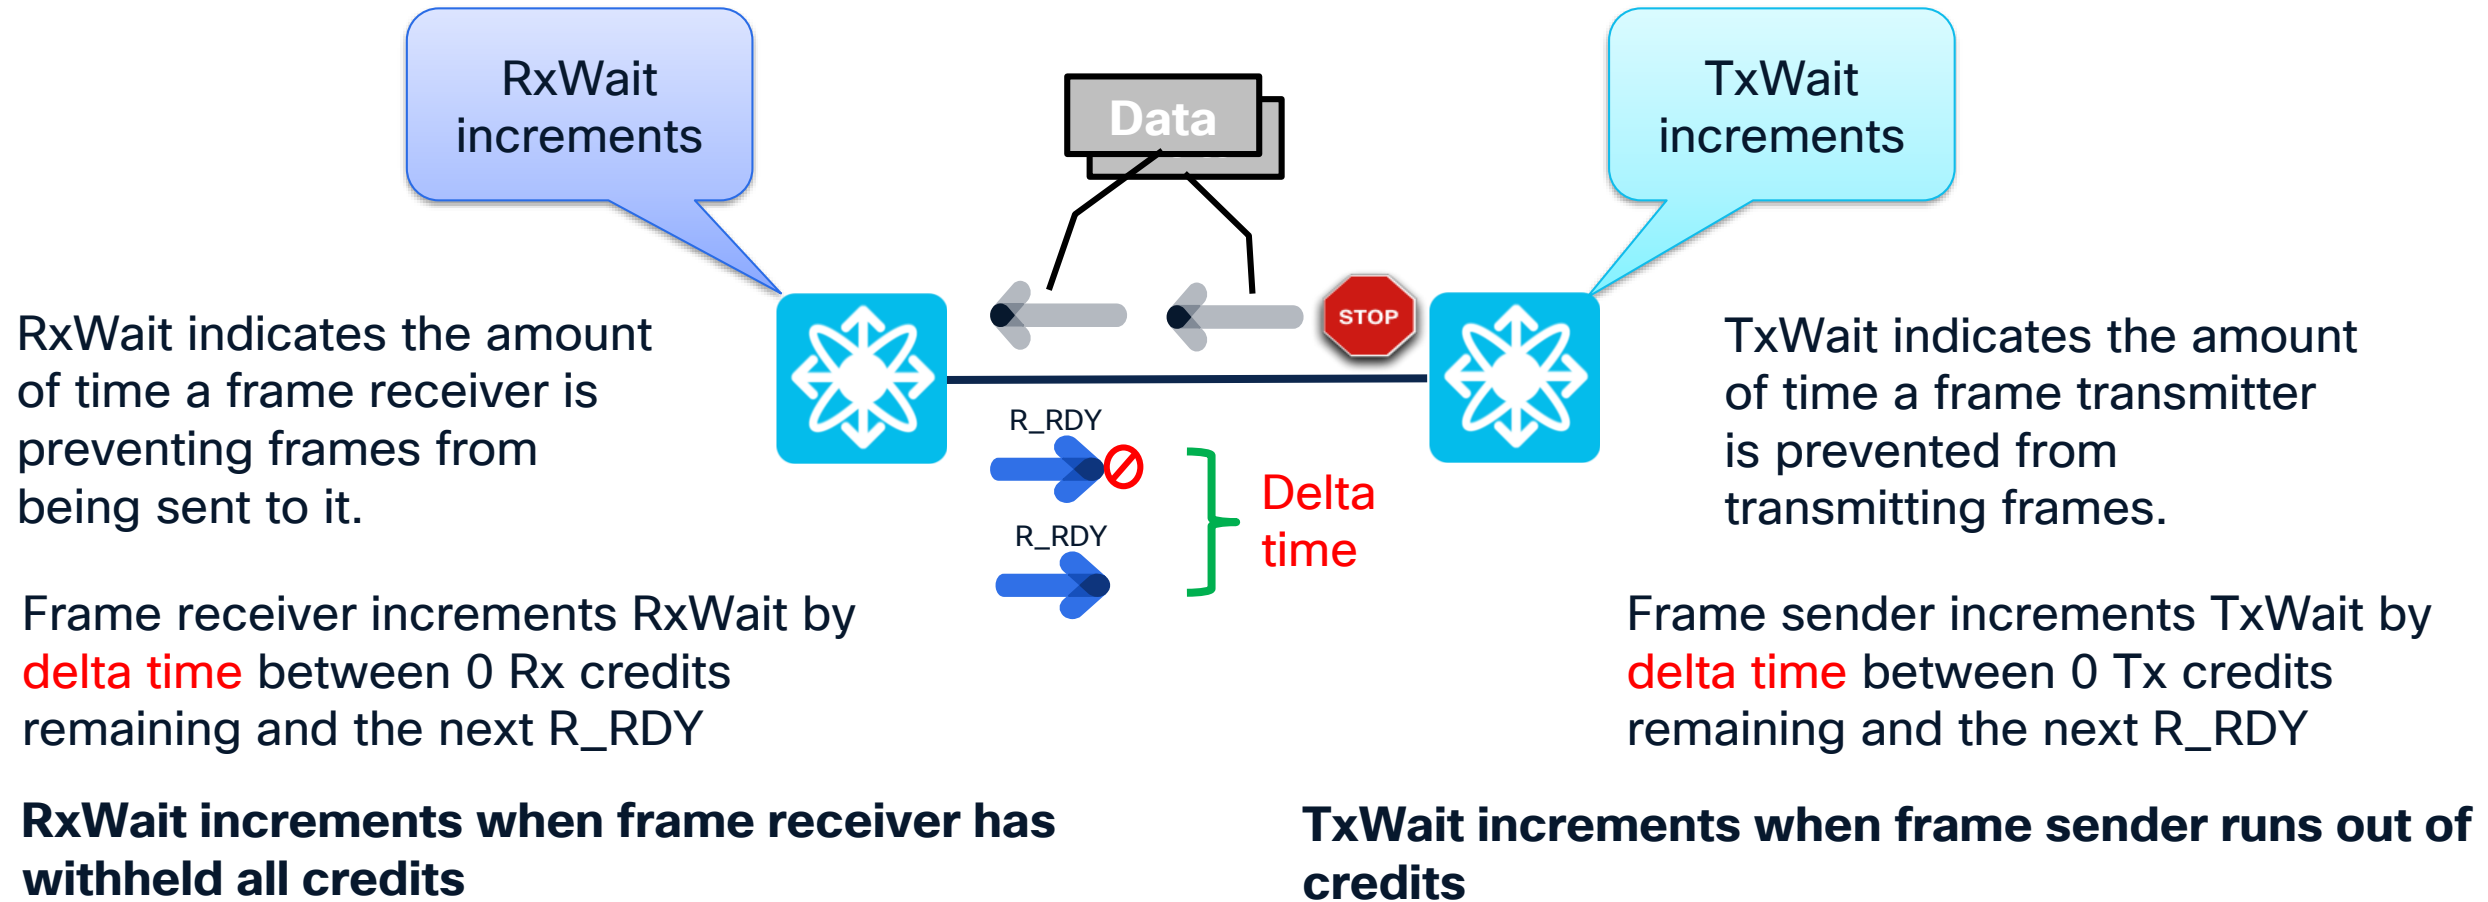 RxWait
increments
Data
TxWait
increments
STOP
RxWait indicates the amount
of time a frame receiver is
preventing frames from
being sent to it.
R_RDY
R_RDY
Delta
time
TxWait indicates the amount
of time a frame transmitter
is prevented from
transmitting frames.
Frame receiver increments RxWait by
delta time between 0 Rx credits
remaining and the next R_RDY
Frame sender increments TxWait by
delta time between 0 Tx credits
remaining and the next R_RDY
RxWait increments when frame receiver has
withheld all credits
TxWait increments when frame sender runs out of
credits